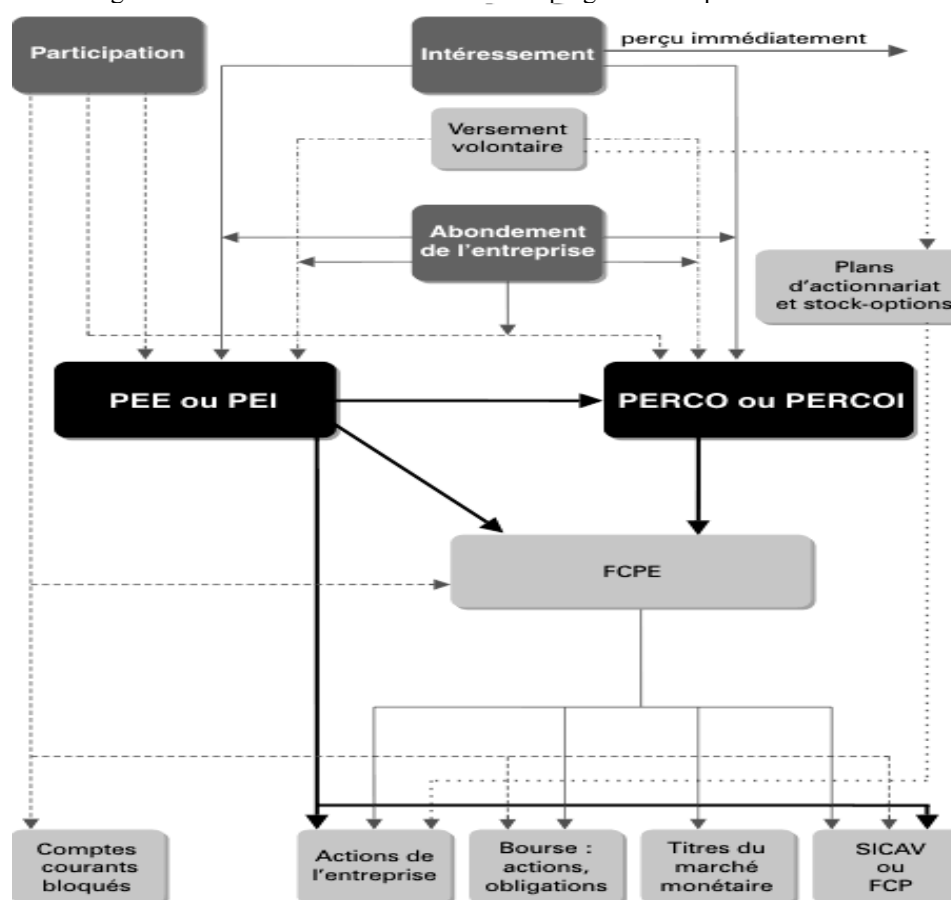 Participation
Intéressement
perçu immédiatement
Versement
volontaire
Abondement
de l'entreprise
Plans
d'actionnariat
et stock-options
PEE ou PEI
PERCO ou PERCOI
FCPE
Comptes
courants
bloqués
Actions de
l'entreprise
Bourse :
actions,
obligations
Titres du
marché
monétaire
SICAV
ou
FCP